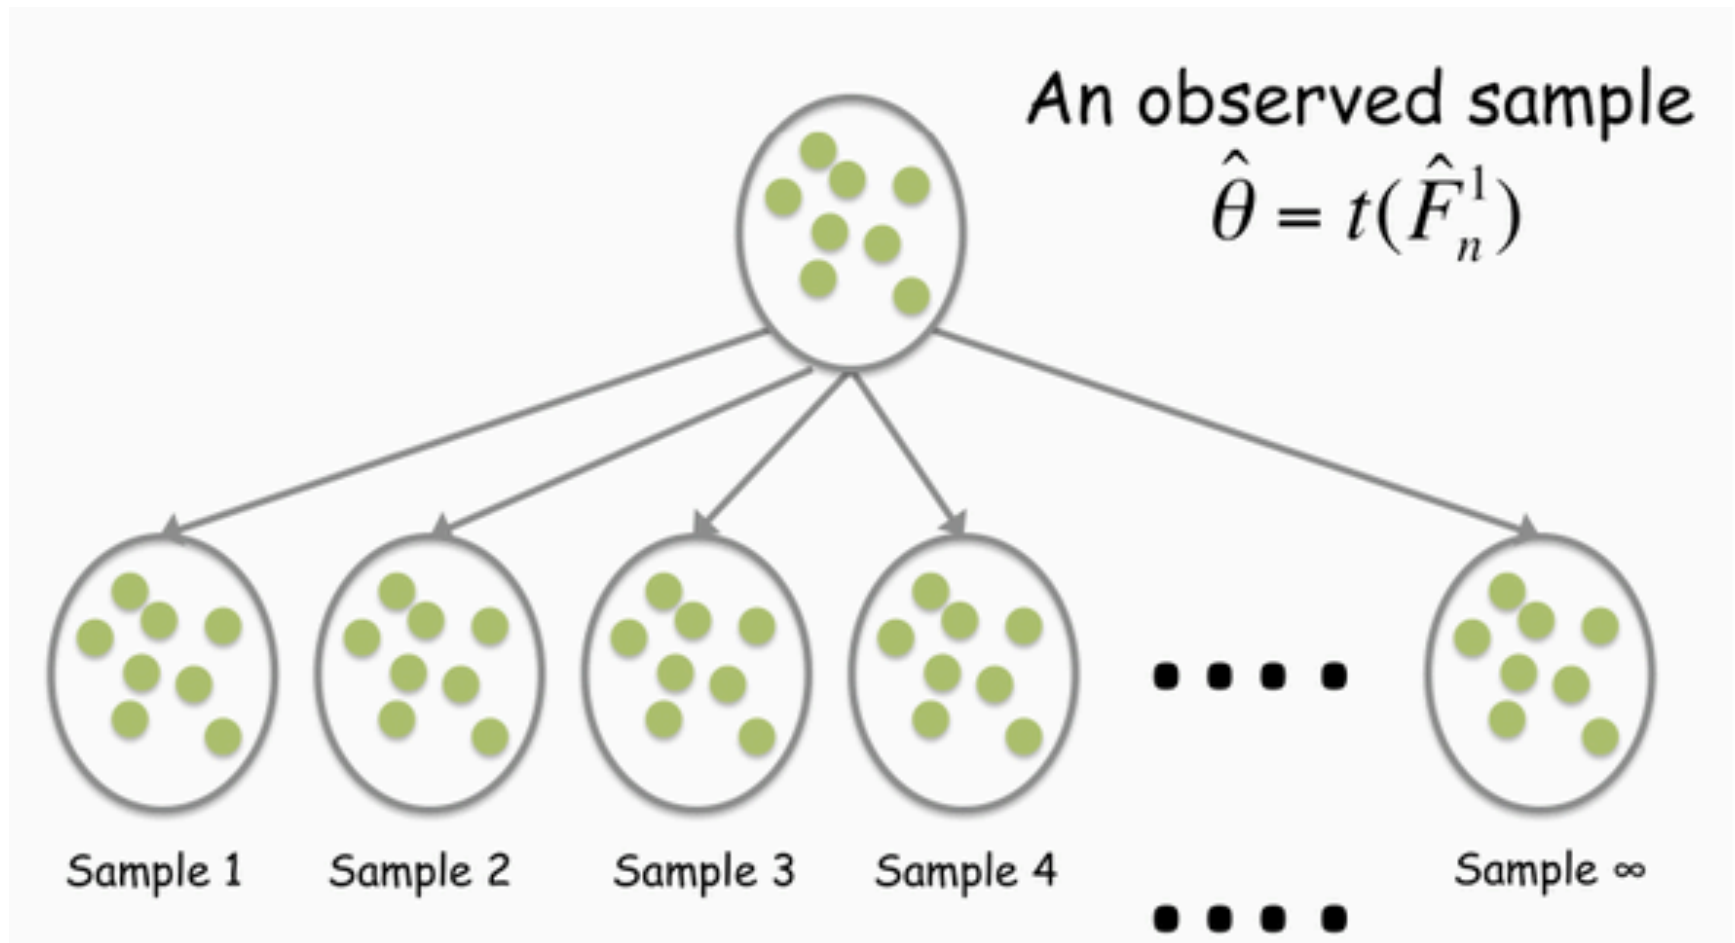 An observed sample
θ̂ = t(F̂ₙ¹)
Sample 1 Sample 2 Sample 3 Sample 4 Sample ∞